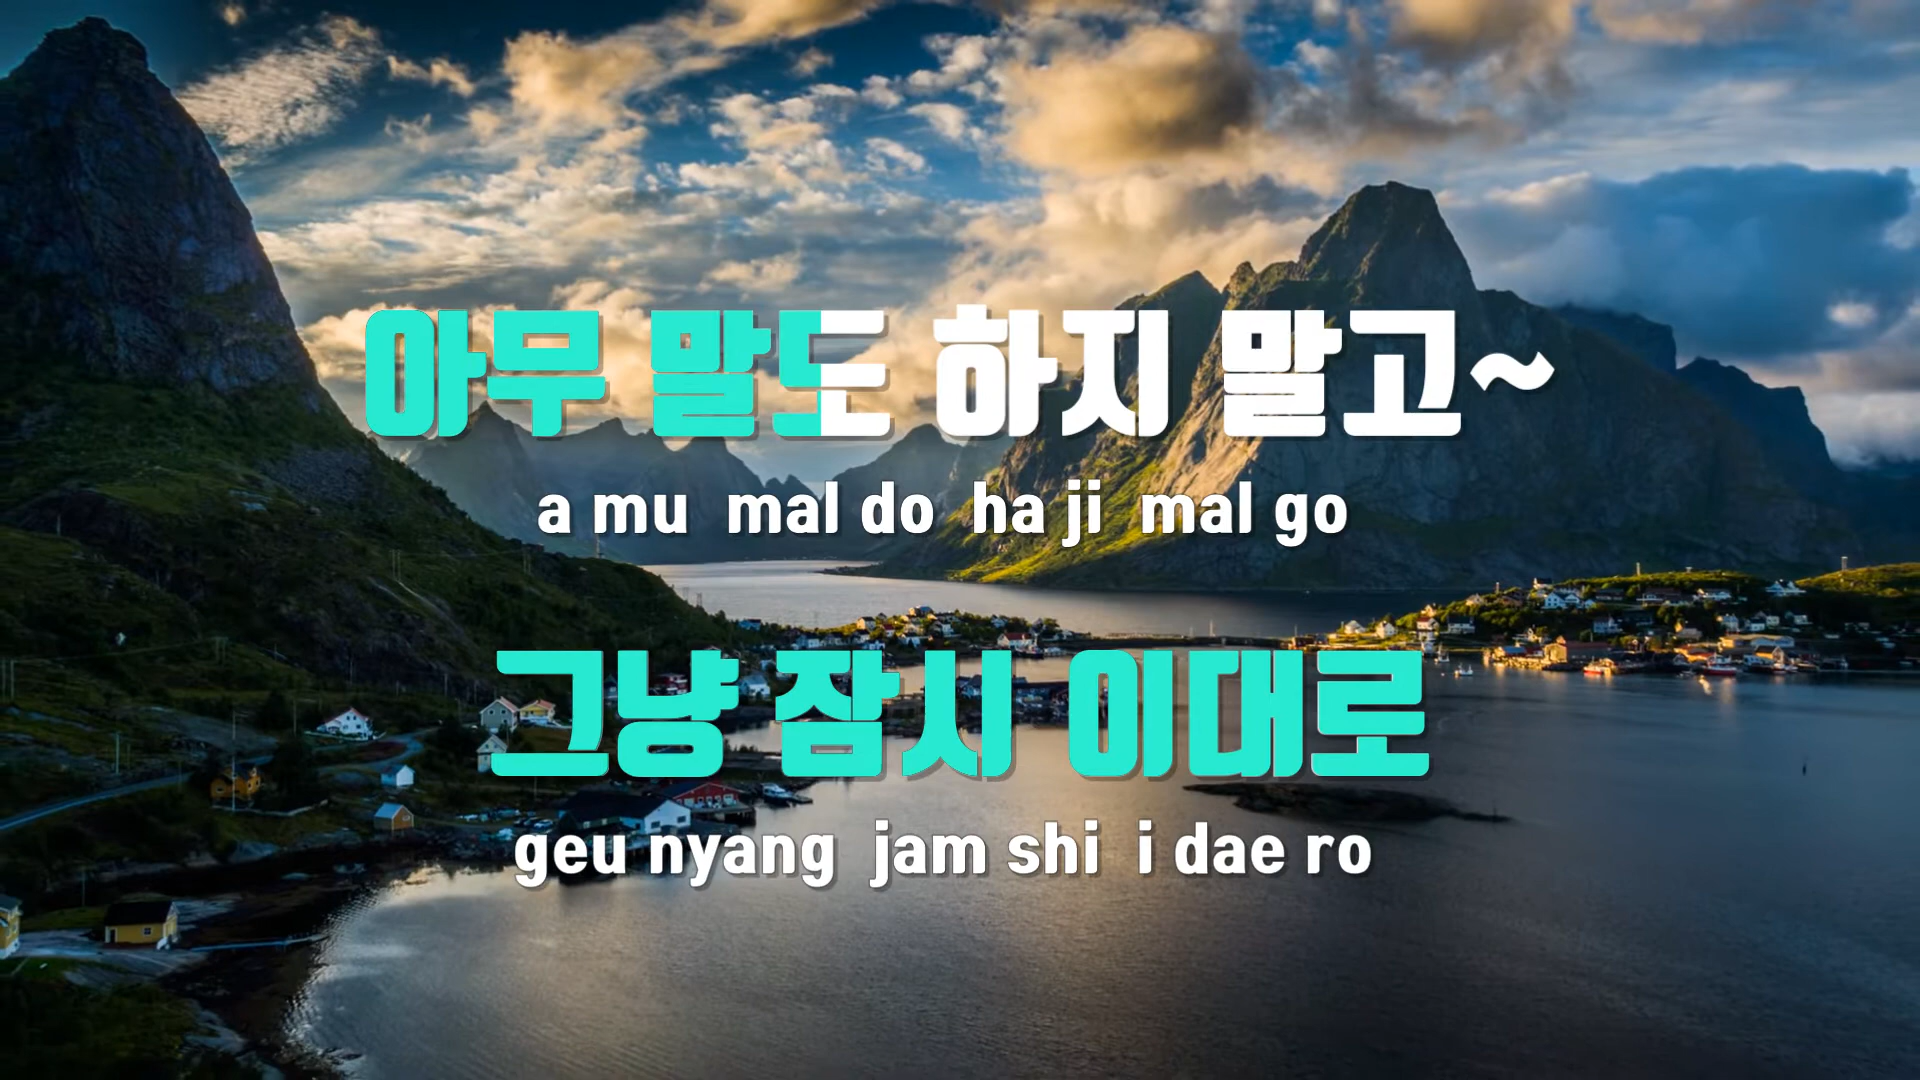 아무 말도 하지 말고~
a mu mal do ha ji mal go
그냥 잠시 이대로
geu nyang jam shi i dae ro